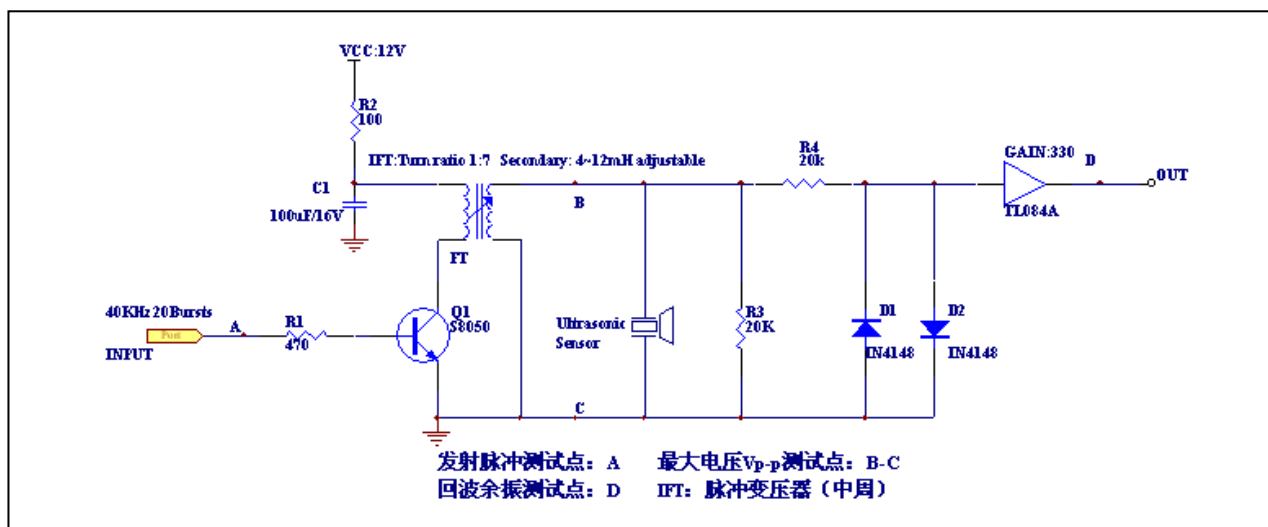 VCC:12V
R2
100
IFT:Turn ratio 1:7 Secondary: 4~12mH adjustable
R4
20k
GAIN:330
D
OUT
C1
100uF/16V
B
TL084A
FT
40KHz 20Bursts
A
R1
Port
INPUT
470
Q1
S8050
Ultrasonic
Sensor
R3
20K
D1
IN4148
D2
IN4148
C
发射脉冲测试点：A 最大电压Vp-p测试点：B-C
回波余振测试点：D IFT：脉冲变压器（中周）